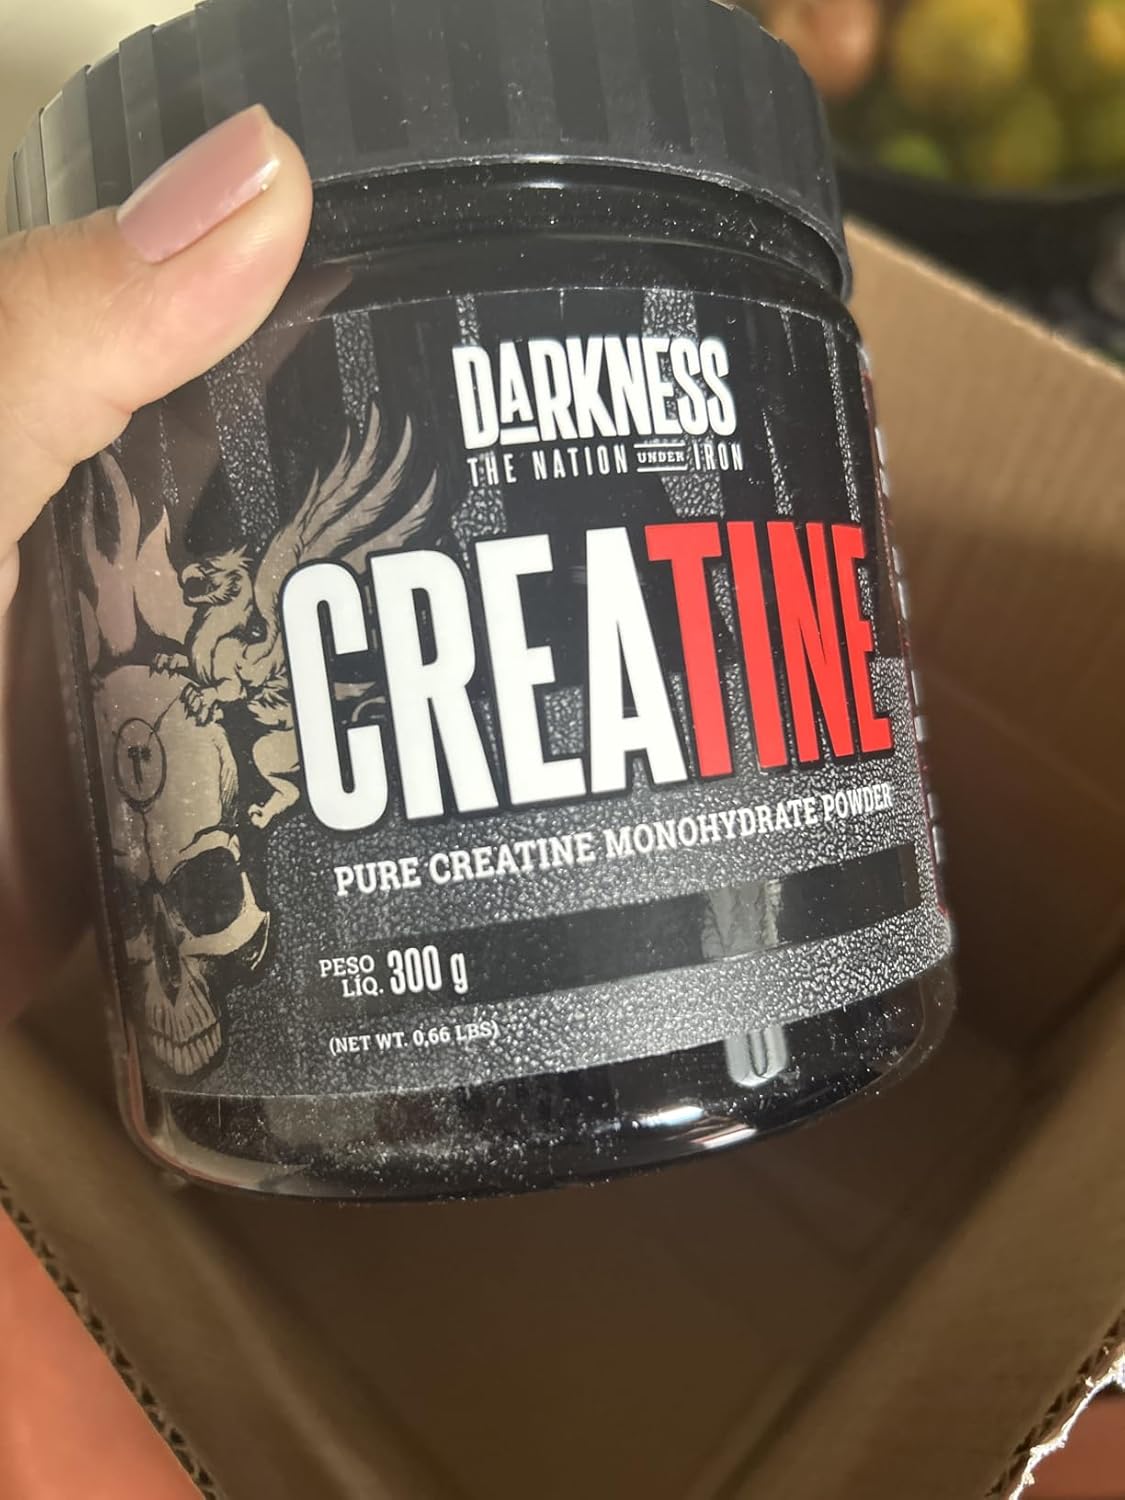 DARKNESS
THE NATION UNDER IRON
CREATINE
PURE CREATINE MONOHYDRATE POWDER
PESO LÍQ. 300 g
(NET WT. 0,66 LBS)